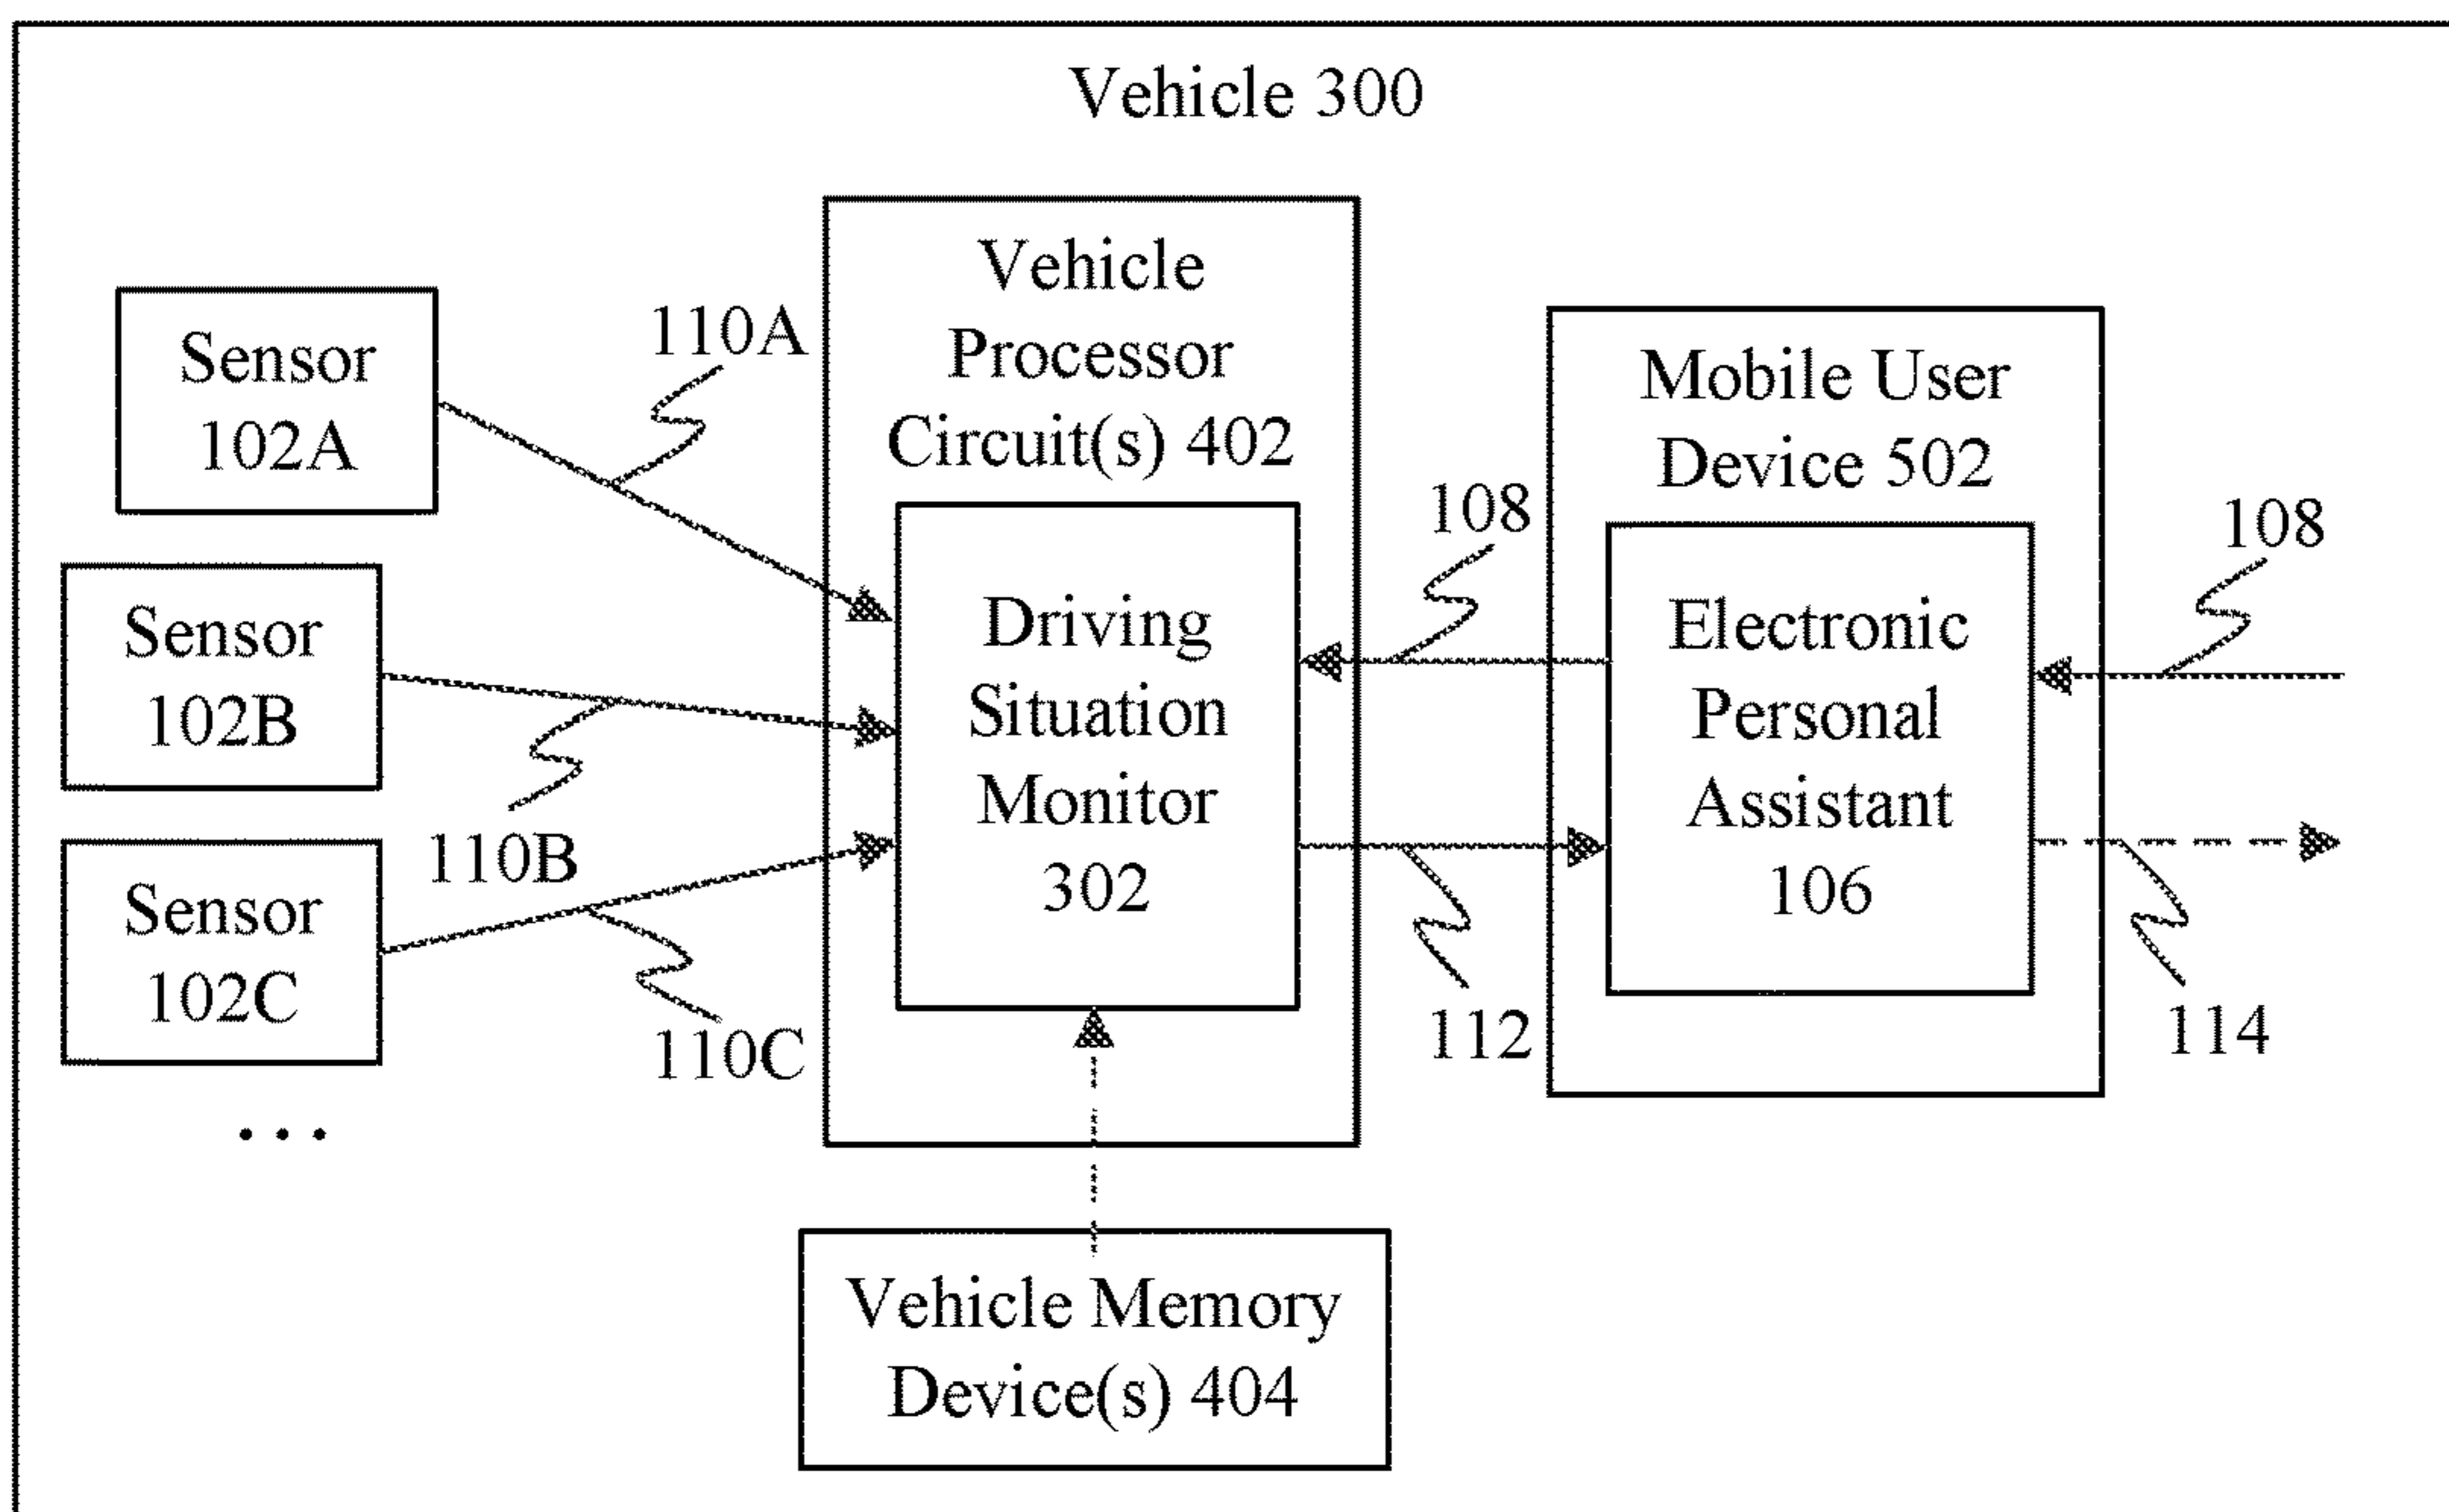 Vehicle 300
Sensor
102A
110A
Sensor
102B
110B
Sensor
102C
110C
...
Vehicle
Processor
Circuit(s) 402
Driving
Situation
Monitor
302
108
112
Mobile User
Device 502
Electronic
Personal
Assistant
106
108
114
Vehicle Memory
Device(s) 404